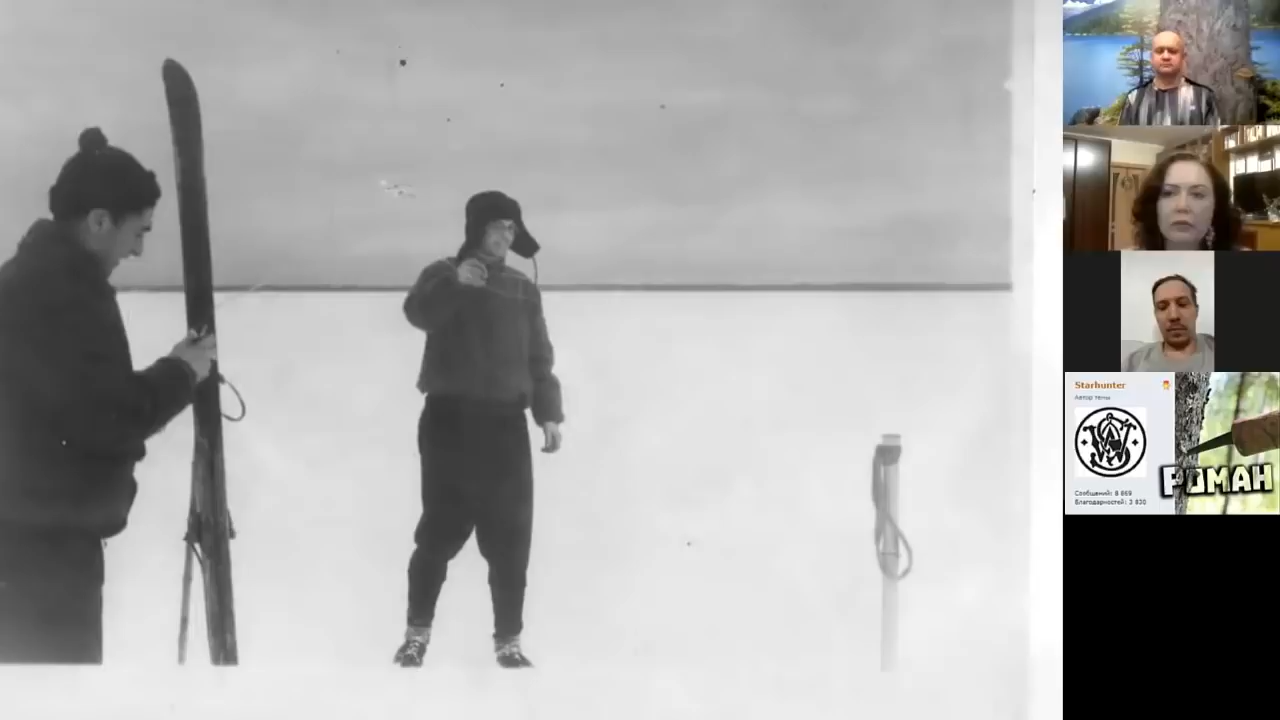 Starhunter
Автор темы
Сообщений: 8 669
Благодарностей: 3 830
РОМАН